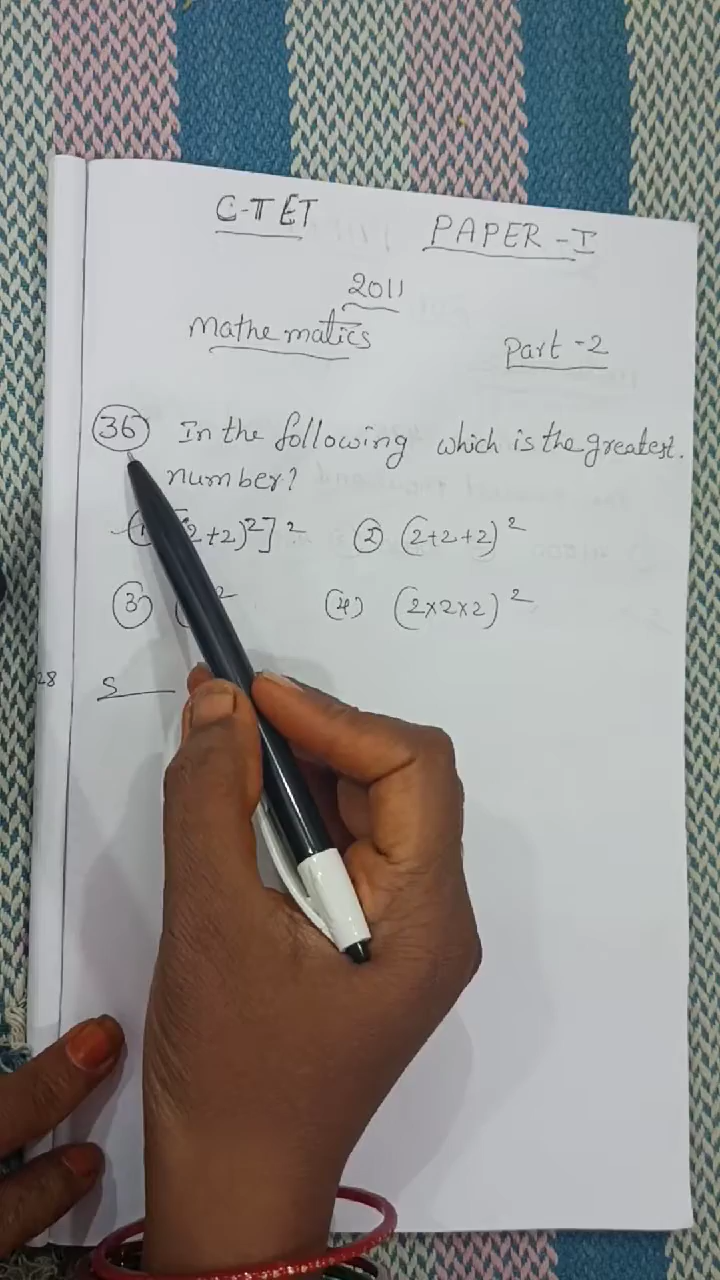 C-TET PAPER-I
2011
Mathematics Part-2
36 In the following which is the greatest.
number?
2+2)²]² ② (2+2+2)²
③ ( ² (4) (2×2×2)²
28 S